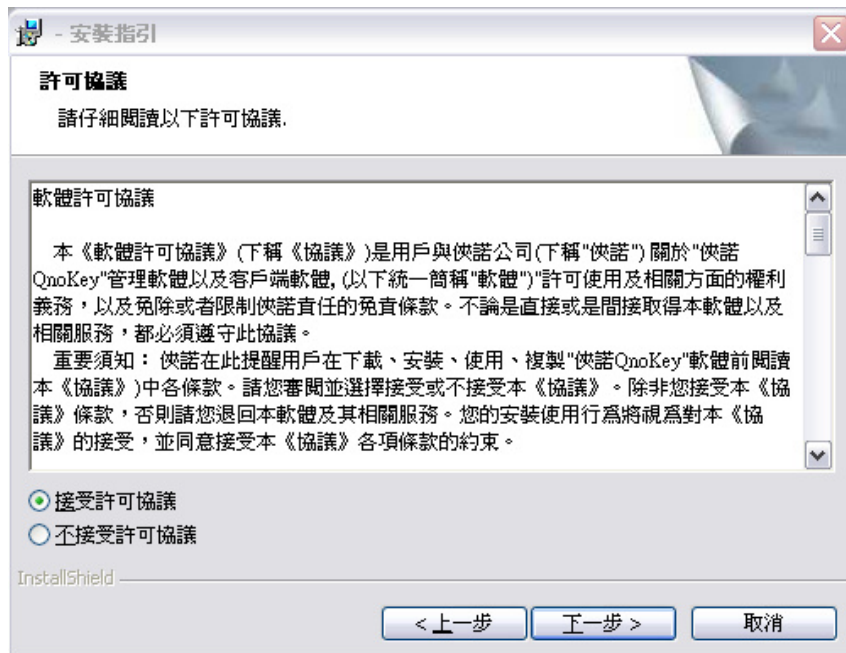 - 安裝指引
許可協議
請仔細閱讀以下許可協議.
軟體許可協議
本《軟體許可協議》(下稱《協議》)是用戶與俠諾公司(下稱"俠諾") 關於"俠諾
QnoKey"管理軟體以及客戶端軟體, (以下統一簡稱"軟體")"許可使用及相關方面的權利
義務，以及免除或者限制俠諾責任的免責條款。不論是直接或是間接取得本軟體以及
相關服務，都必須遵守此協議。
重要須知： 俠諾在此提醒用戶在下載、安裝、使用、複製"俠諾QnoKey"軟體前閱讀
本《協議》)中各條款。請您審閱並選擇接受或不接受本《協議》。除非您接受本《協
議》條款，否則請您退回本軟體及其相關服務。您的安裝使用行爲將視爲對本《協
議》的接受，並同意接受本《協議》各項條款的約束。
接受許可協議
不接受許可協議
InstallShield
< 上一步
下一步 >
取消